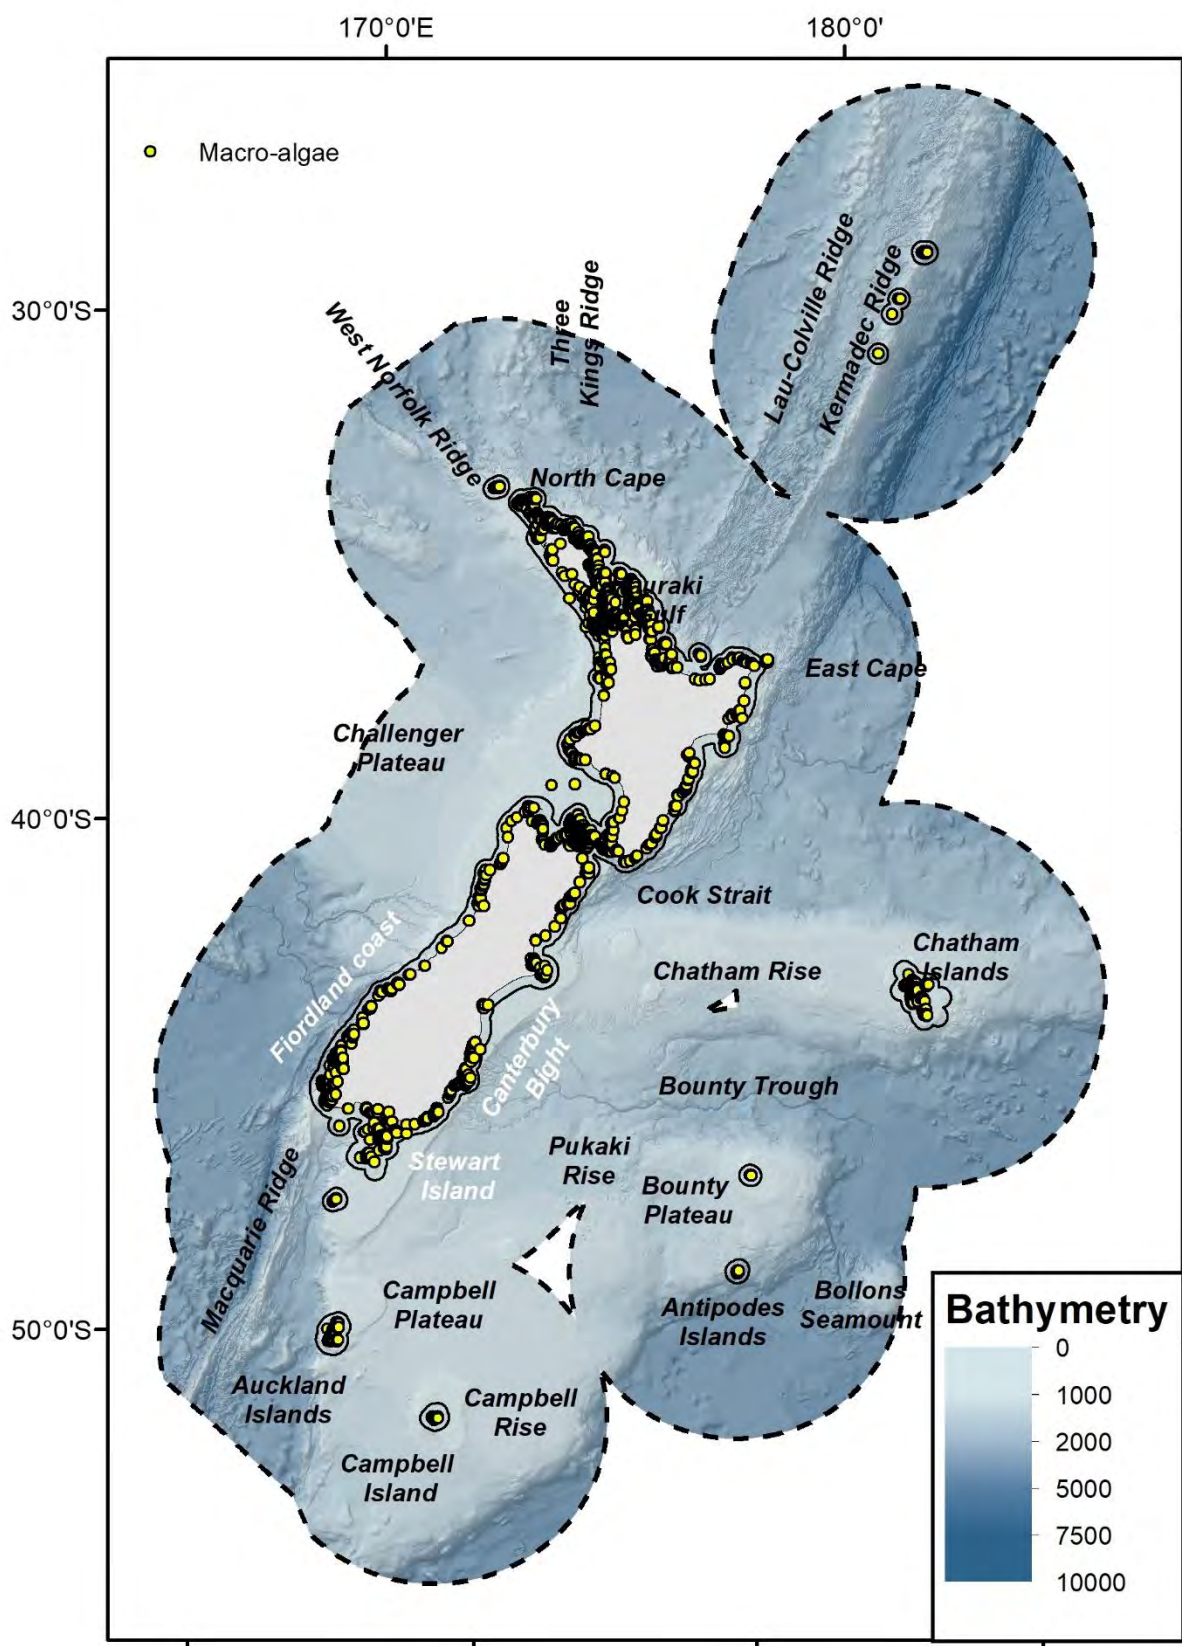 170°0'E
180°0'
Macro-algae
30°0'S
40°0'S
50°0'S
Lau-Colville Ridge
Kermadec Ridge
Three
Kings Ridge
West Norfolk Ridge
North Cape
East Cape
Challenger
Plateau
Cook Strait
Chatham
Islands
Chatham Rise
Fiordland coast
Canterbury
Bight
Bounty Trough
Pukaki
Rise
Stewart
Island
Bounty
Plateau
Macquarie Ridge
Campbell
Plateau
Antipodes
Islands
Bollons
Seamount
Auckland
Islands
Campbell
Rise
Campbell
Island
Bathymetry
0
1000
2000
5000
7500
10000